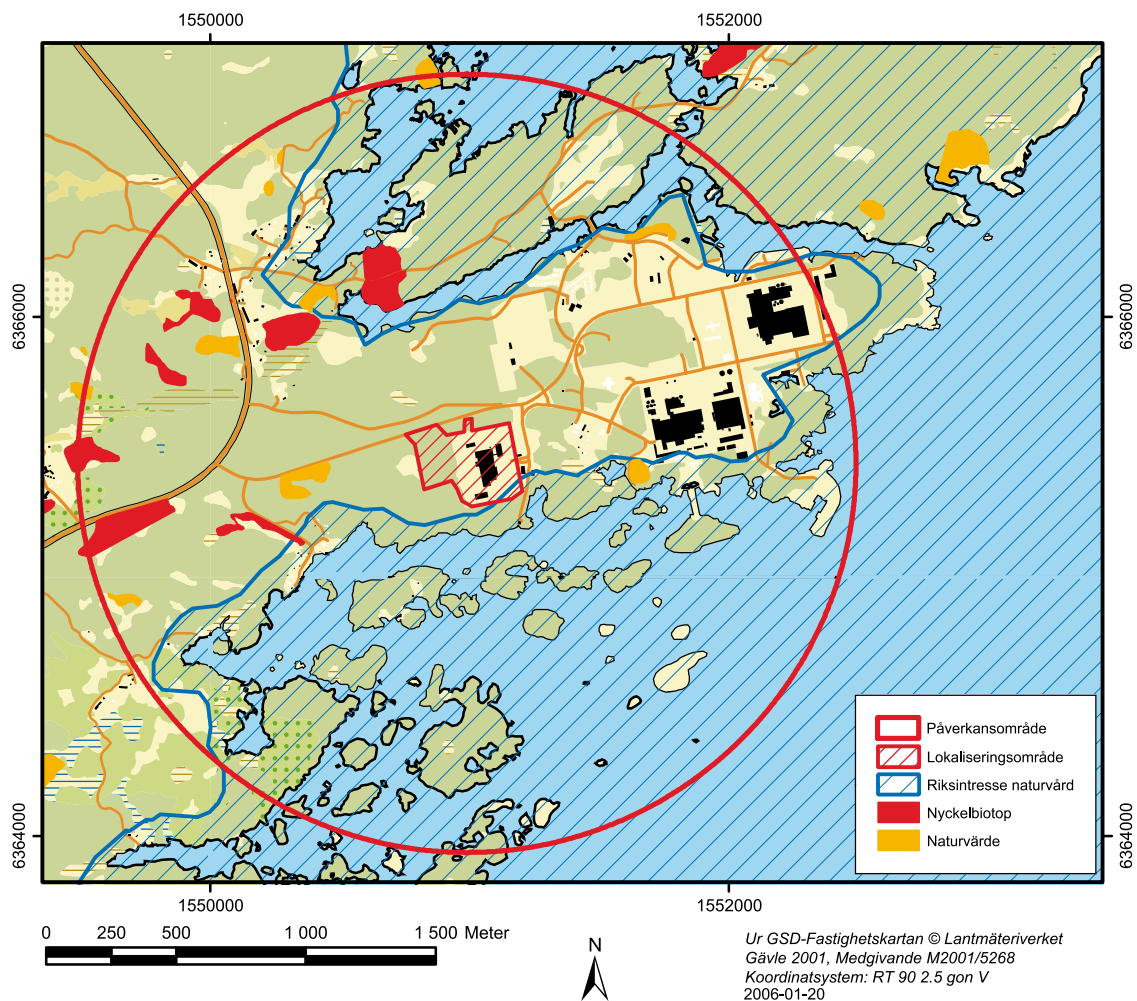 1550000 1552000
6366000 6366000
6364000 6364000
Påverkansområde
Lokaliseringsområde
Riksintresse naturvård
Nyckelbiotop
Naturvärde
1550000 1552000
0 250 500 1 000 1 500 Meter
N
Ur GSD-Fastighetskartan © Lantmäteriverket
Gävle 2001, Medgivande M2001/5268
Koordinatsystem: RT 90 2.5 gon V
2006-01-20